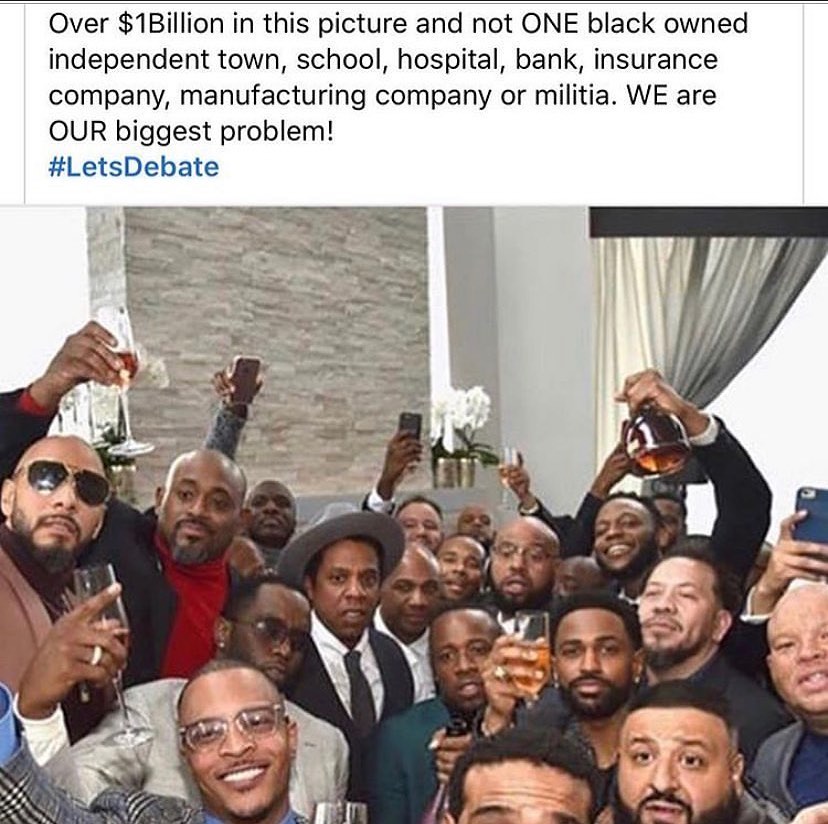 Over $1Billion in this picture and not ONE black owned
independent town, school, hospital, bank, insurance
company, manufacturing company or militia. WE are
OUR biggest problem!
#LetsDebate